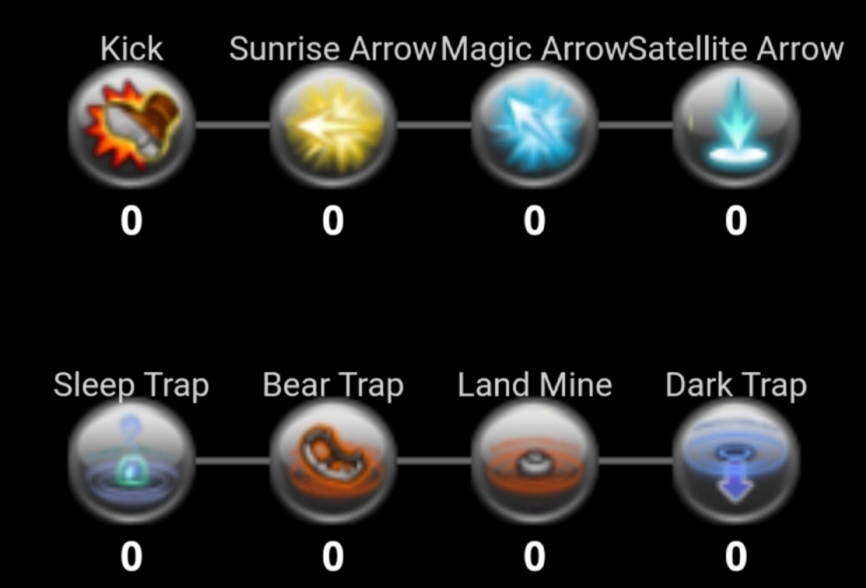 Kick Sunrise Arrow Magic Arrow Satellite Arrow
0 0 0 0
Sleep Trap Bear Trap Land Mine Dark Trap
0 0 0 0